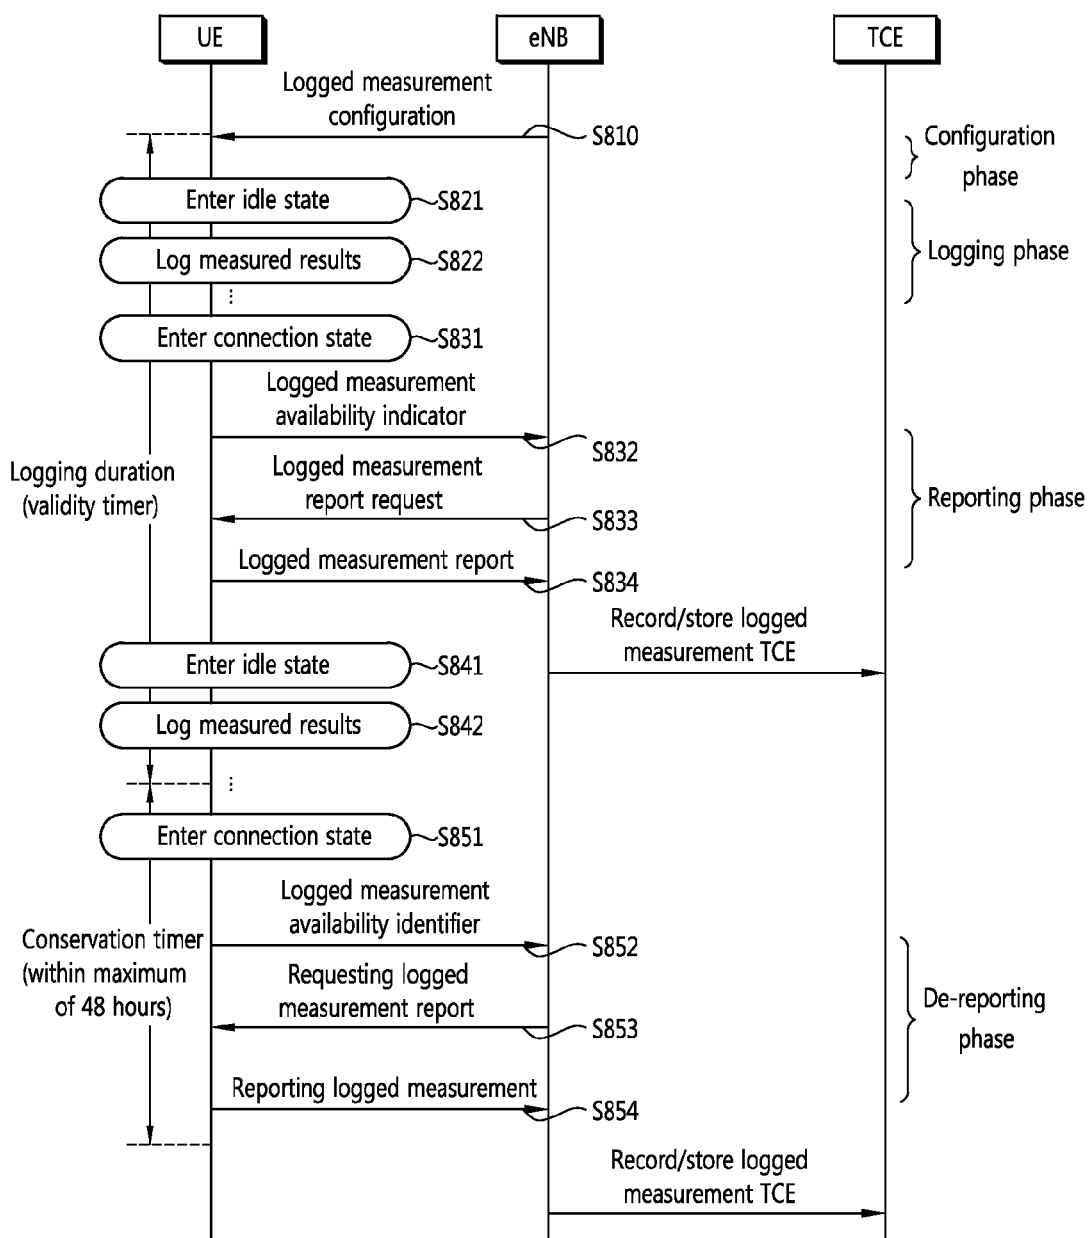 UE
eNB
TCE
Logged measurement
configuration
S810
Configuration
phase
Enter idle state
S821
Log measured results
S822
Logging phase
Enter connection state
S831
Logged measurement
availability indicator
S832
Logging duration
(validity timer)
Logged measurement
report request
S833
Reporting phase
Logged measurement report
S834
Record/store logged
measurement TCE
Enter idle state
S841
Log measured results
S842
Enter connection state
S851
Logged measurement
availability identifier
S852
Conservation timer
(within maximum
of 48 hours)
Requesting logged
measurement report
S853
De-reporting
phase
Reporting logged measurement
S854
Record/store logged
measurement TCE